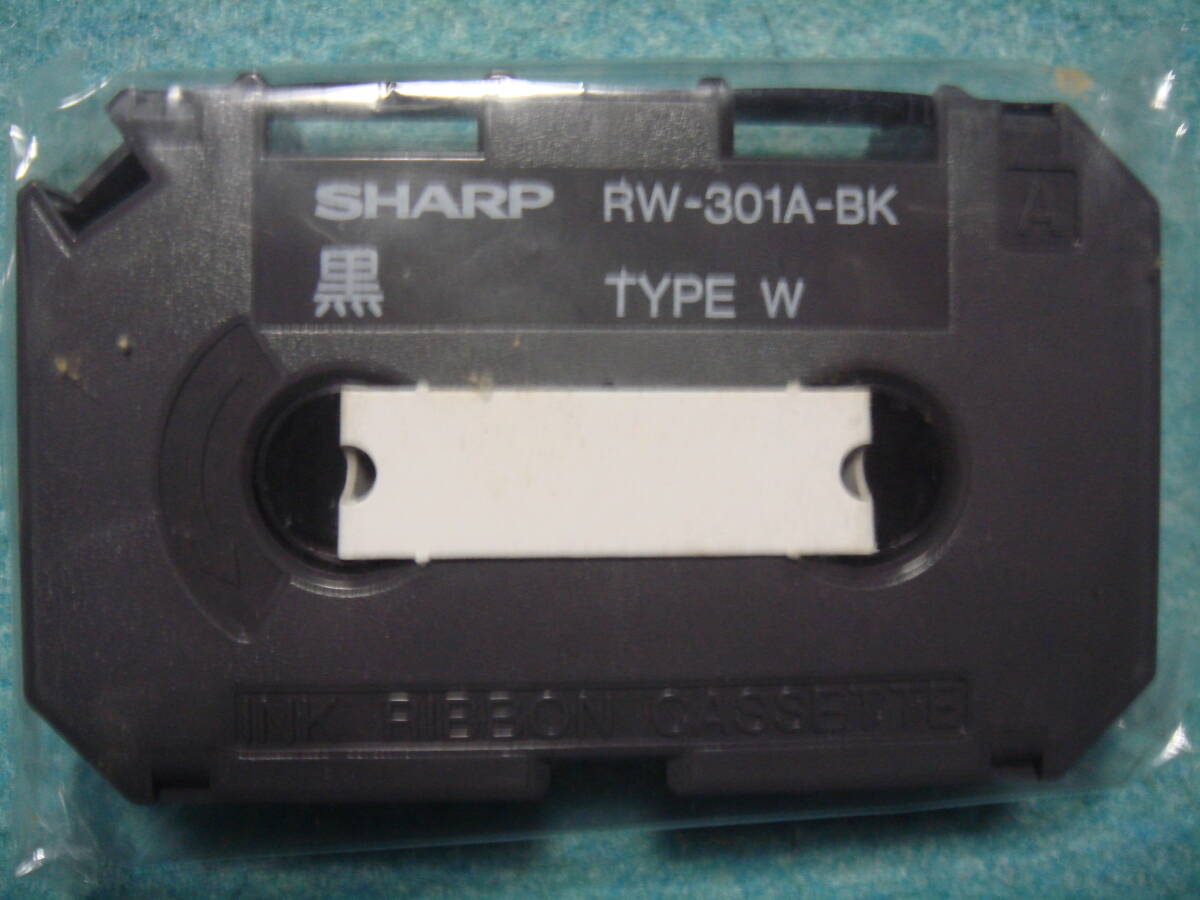 SHARP RW-301A-BK
黒 TYPE W
A
INK RIBBON CASSETTE